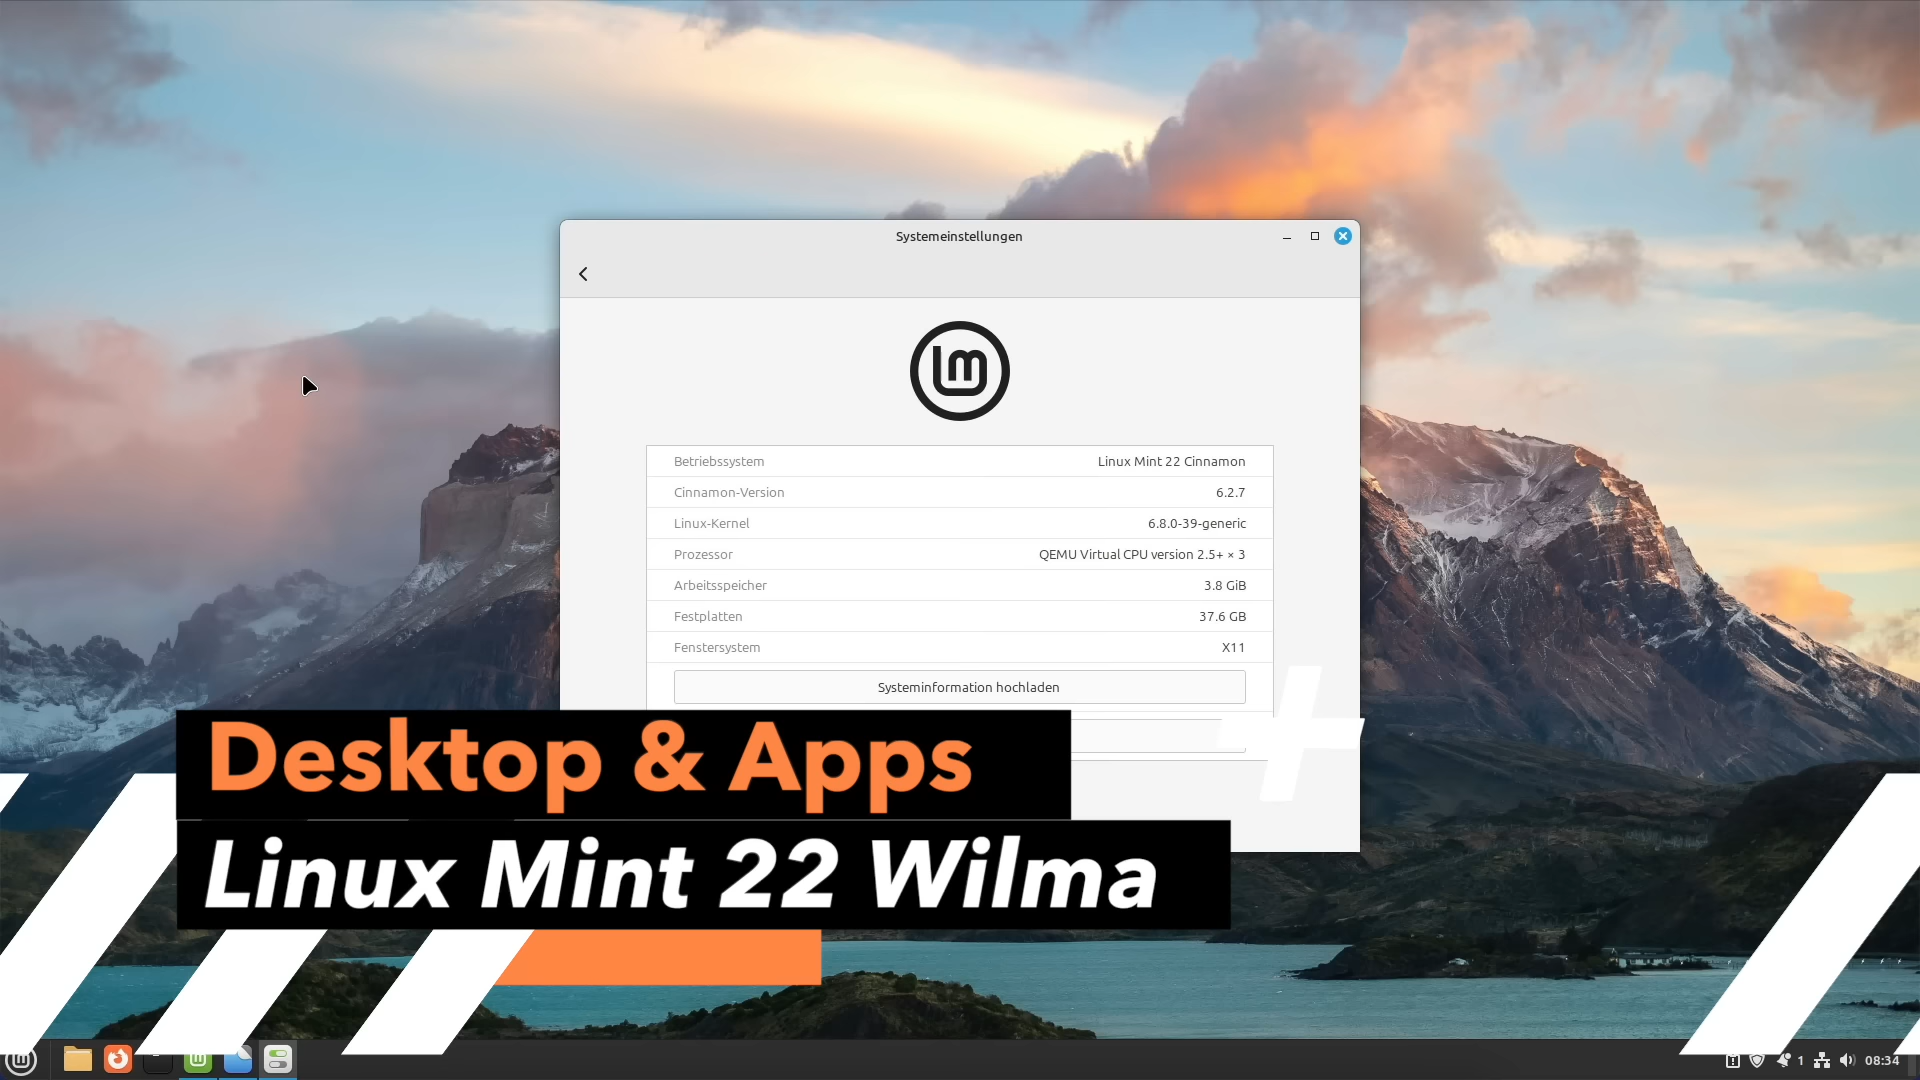 Systemeinstellungen
lm
Betriebssystem Linux Mint 22 Cinnamon
Cinnamon-Version 6.2.7
Linux-Kernel 6.8.0-39-generic
Prozessor QEMU Virtual CPU version 2.5+ × 3
Arbeitsspeicher 3.8 GiB
Festplatten 37.6 GB
Fenstersystem X11
Systeminformation hochladen
Desktop & Apps
Linux Mint 22 Wilma
1 08:34